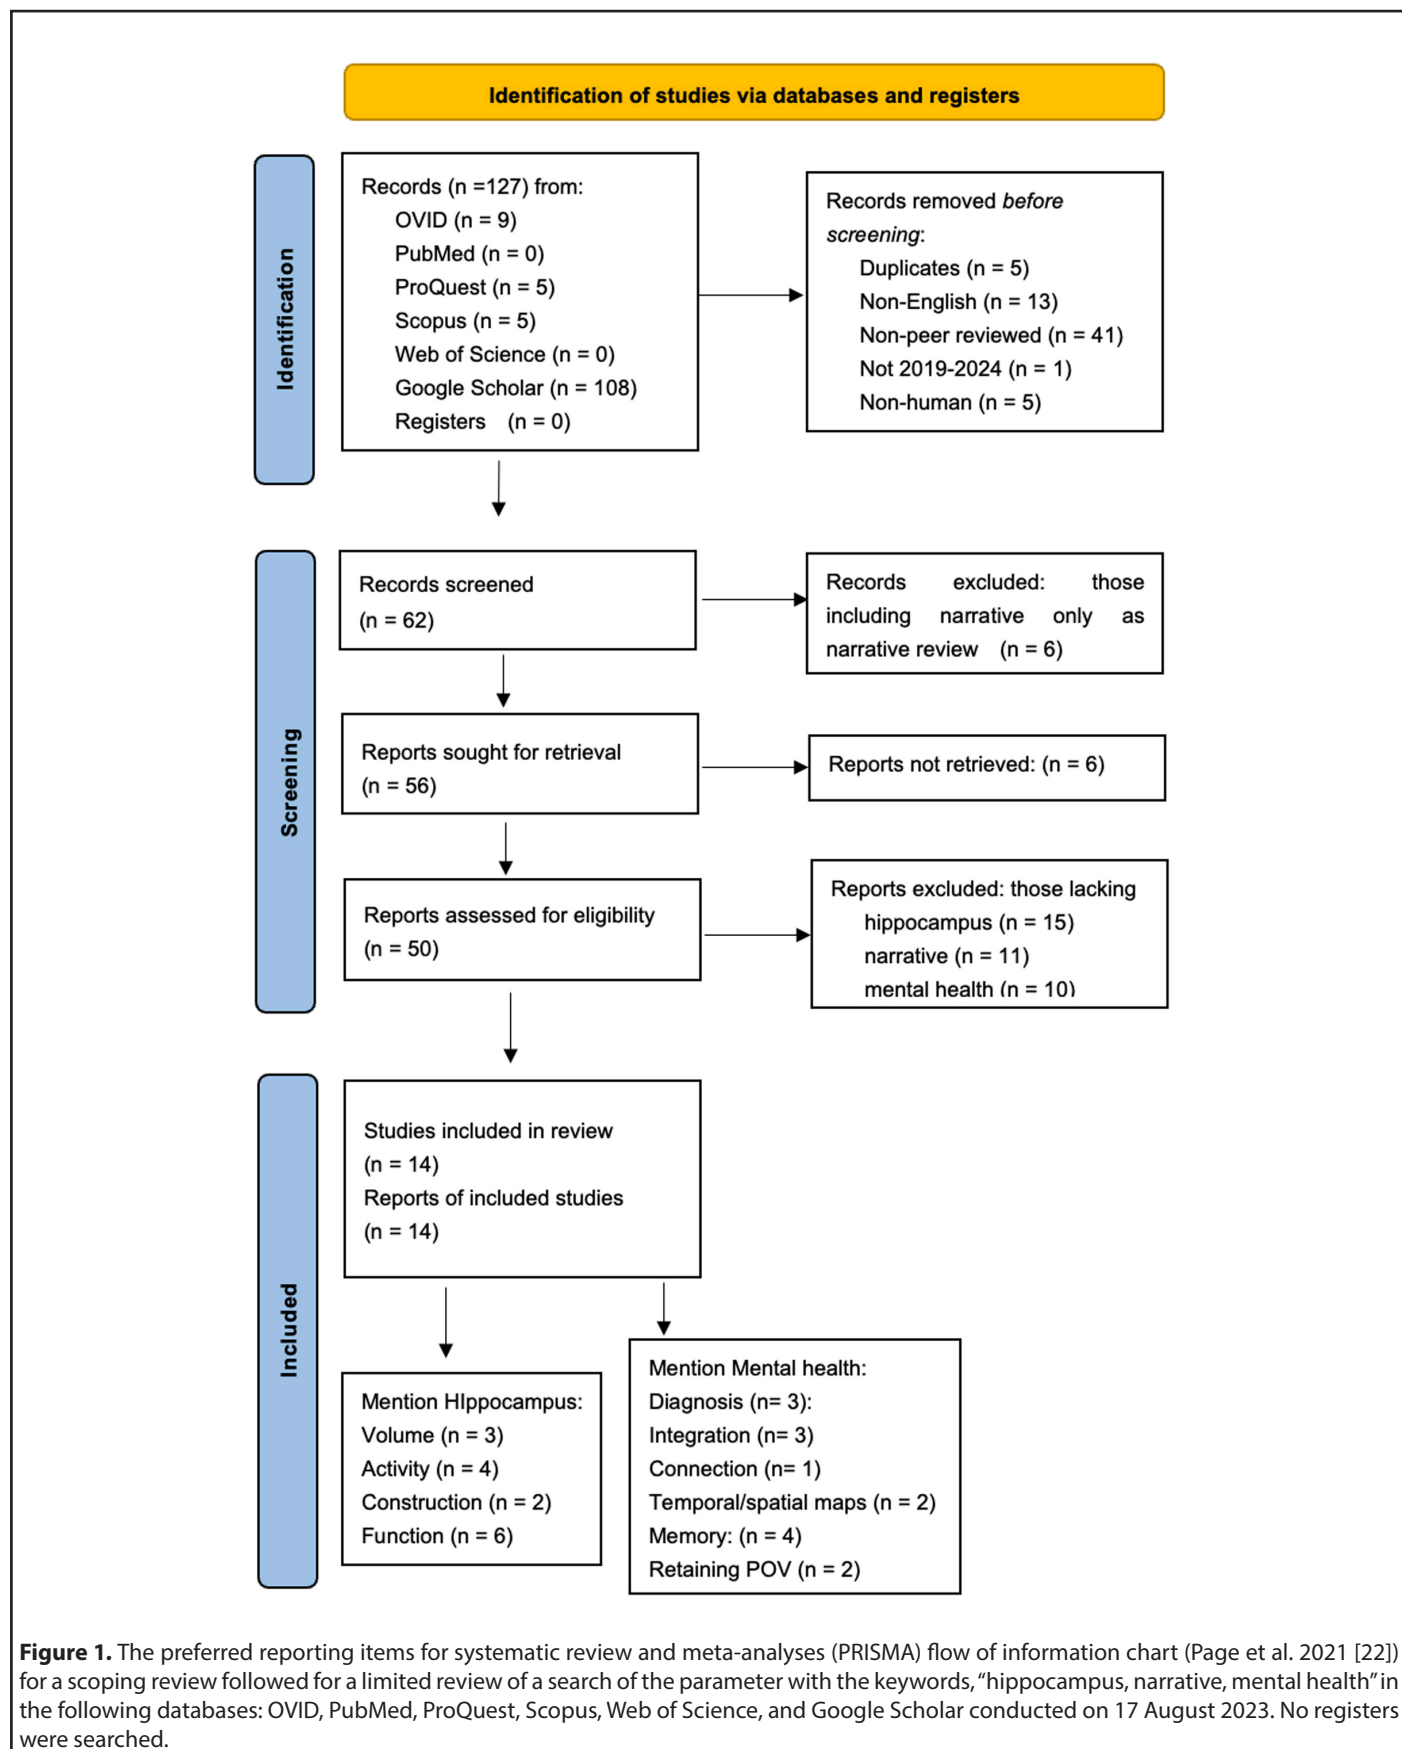 Identification of studies via databases and registers
Identification
Records (n =127) from:
OVID (n = 9)
PubMed (n = 0)
ProQuest (n = 5)
Scopus (n = 5)
Web of Science (n = 0)
Google Scholar (n = 108)
Registers (n = 0)
Records removed before
screening:
Duplicates (n = 5)
Non-English (n = 13)
Non-peer reviewed (n = 41)
Not 2019-2024 (n = 1)
Non-human (n = 5)
Screening
Records screened
(n = 62)
Records excluded: those
including narrative only as
narrative review (n = 6)
Reports sought for retrieval
(n = 56)
Reports not retrieved: (n = 6)
Reports assessed for eligibility
(n = 50)
Reports excluded: those lacking
hippocampus (n = 15)
narrative (n = 11)
mental health (n = 10)
Included
Studies included in review
(n = 14)
Reports of included studies
(n = 14)
Mention HIppocampus:
Volume (n = 3)
Activity (n = 4)
Construction (n = 2)
Function (n = 6)
Mention Mental health:
Diagnosis (n= 3):
Integration (n= 3)
Connection (n= 1)
Temporal/spatial maps (n = 2)
Memory: (n = 4)
Retaining POV (n = 2)
Figure 1. The preferred reporting items for systematic review and meta-analyses (PRISMA) flow of information chart (Page et al. 2021 [22])
for a scoping review followed for a limited review of a search of the parameter with the keywords, “hippocampus, narrative, mental health” in
the following databases: OVID, PubMed, ProQuest, Scopus, Web of Science, and Google Scholar conducted on 17 August 2023. No registers
were searched.